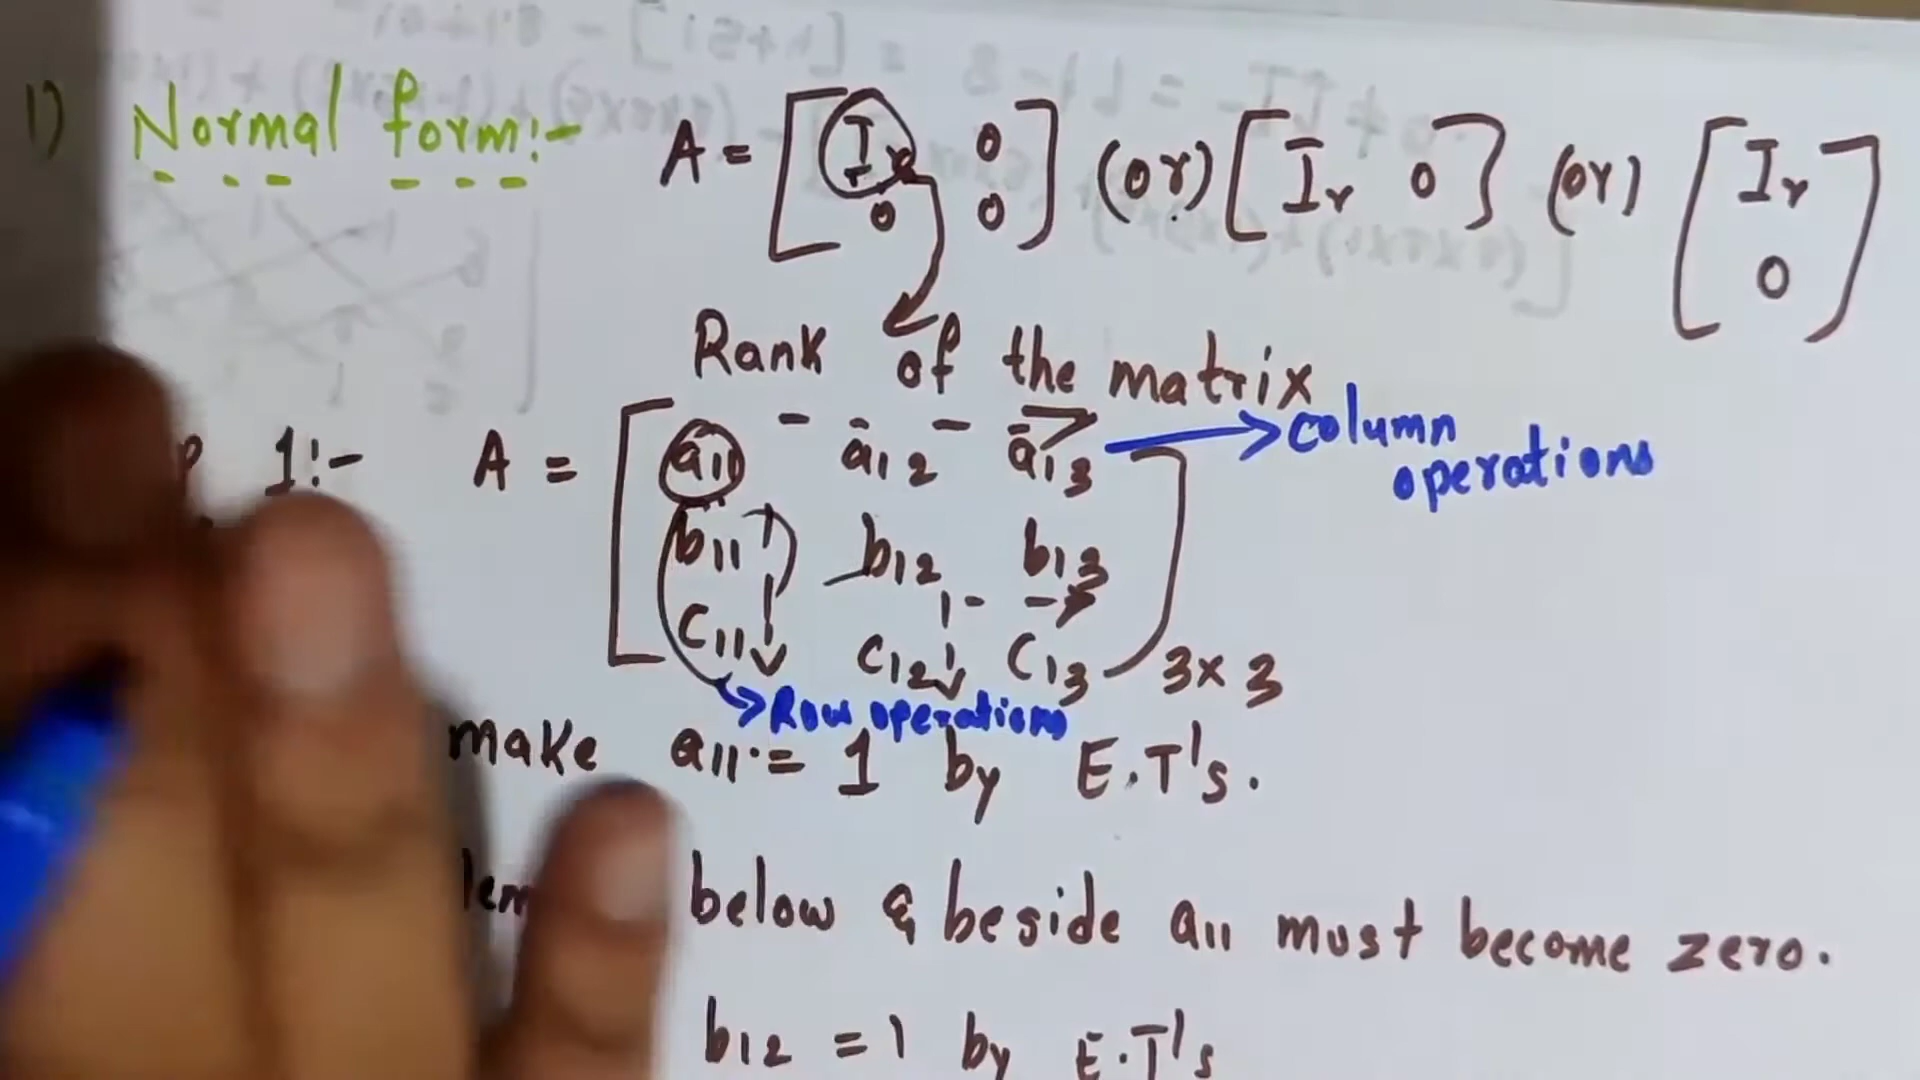 1) Normal form:- A = [Ir 0 0 0] (or) [Ir 0] (or) [Ir 0]
Rank of the matrix
1:- A = [a11 - a12 - a13 → column operations
b11 b12 b13
c11 c12 c13] 3x3
→ Row operations
make a11 = 1 by E.T's.
below & beside a11 must become zero.
b12 = 1 by E.T's